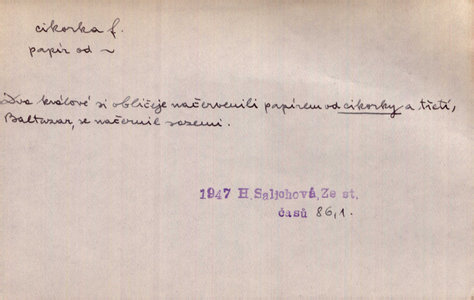 cikorka f.
papír od ~
Dva králové si obličeje načervenili papírem od cikorky a třetí,
Baltazar, se načernil sazemi.
1947 H. Salichová, Ze st.
časů 86,1.